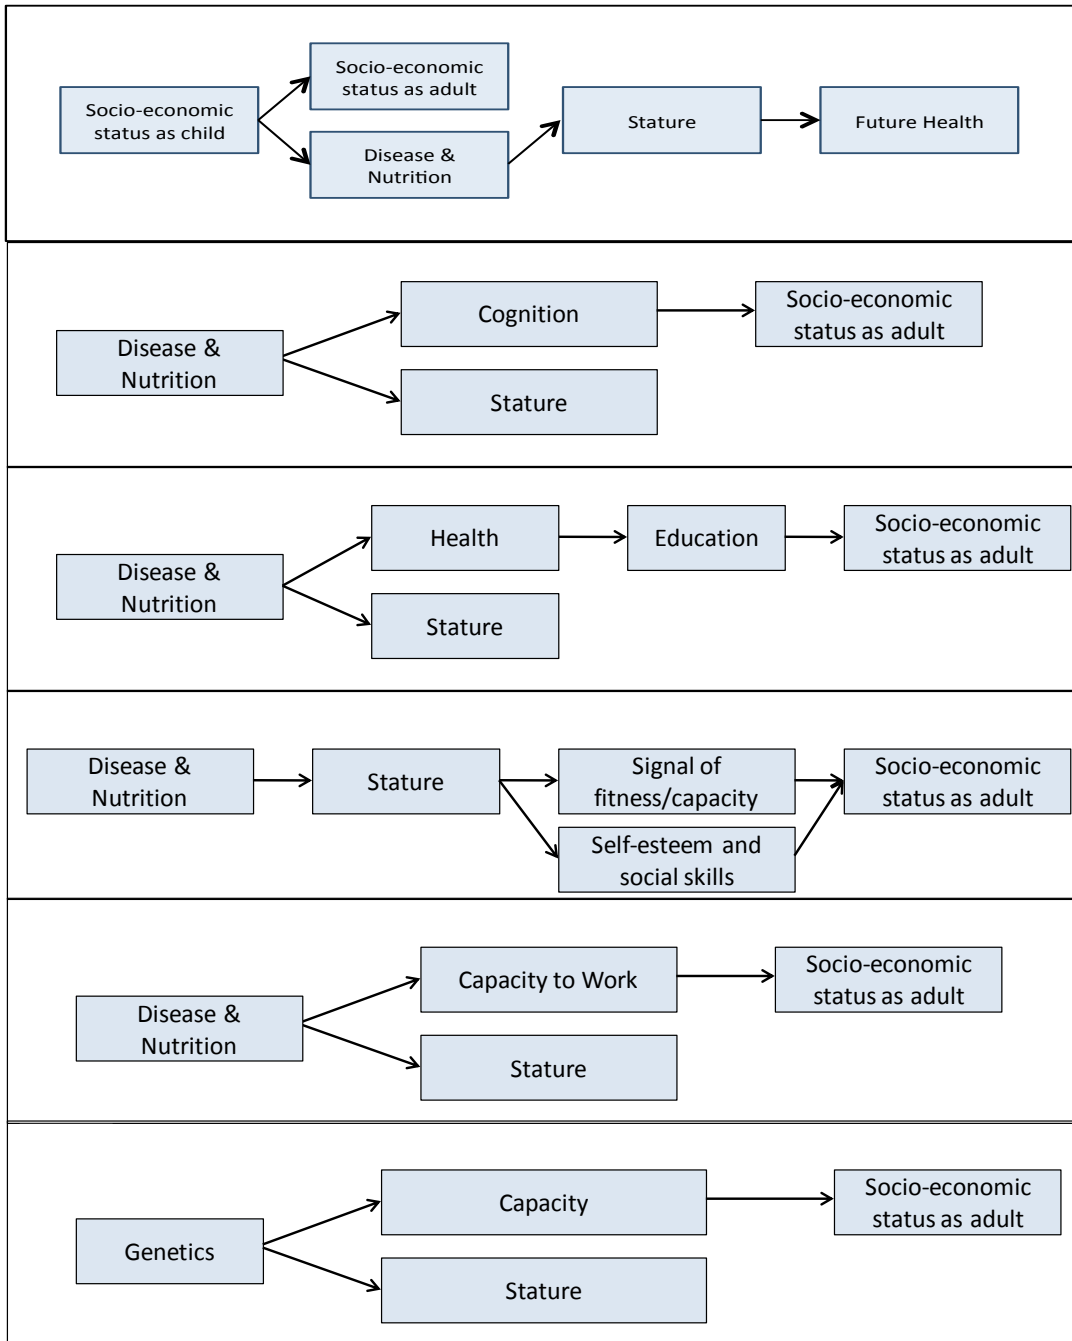 Socio-economic
status as child
Socio-economic
status as adult
Disease &
Nutrition
Stature
Future Health
Disease &
Nutrition
Cognition
Stature
Socio-economic
status as adult
Disease &
Nutrition
Health
Stature
Education
Socio-economic
status as adult
Disease &
Nutrition
Stature
Signal of
fitness/capacity
Self-esteem and
social skills
Socio-economic
status as adult
Disease &
Nutrition
Capacity to Work
Stature
Socio-economic
status as adult
Genetics
Capacity
Stature
Socio-economic
status as adult